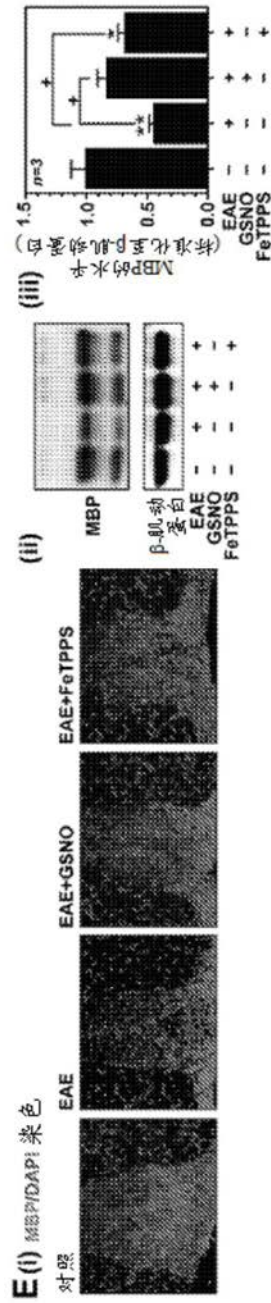 E (i) MBP/DAPI 染色
对照
EAE
EAE+GSNO
EAE+FeTPPS
(ii)
MBP
β-肌动
蛋白
EAE - + + +
GSNO - - + -
FeTPPS - - - +
(iii)
MBP的水平
(标准化至β-肌动蛋白)
1.5
1.0
0.5
0.0
n=3
**
+
+
*
EAE - + + +
GSNO - - + -
FeTPPS - - - +